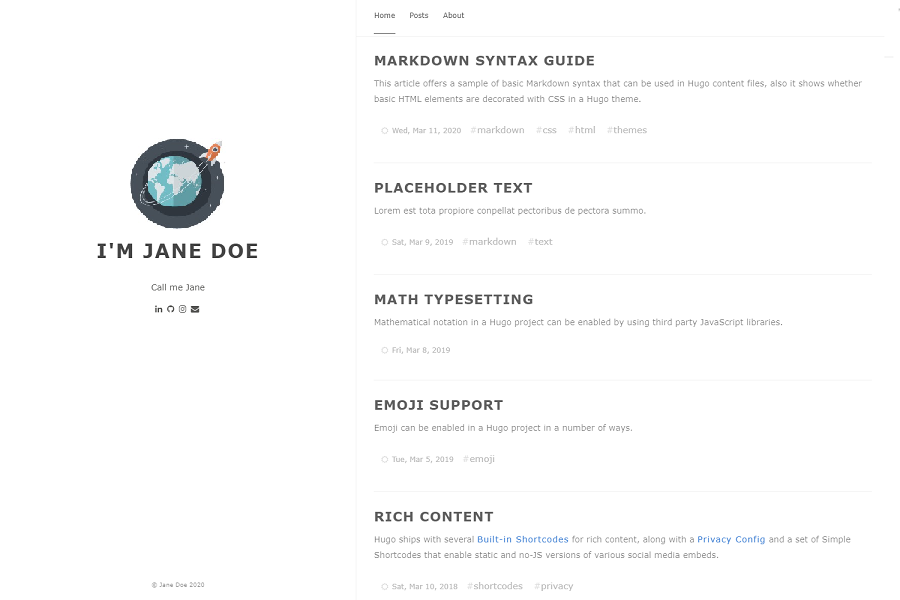 I'M JANE DOE
Call me Jane
© Jane Doe 2020
Home Posts About
MARKDOWN SYNTAX GUIDE
This article offers a sample of basic Markdown syntax that can be used in Hugo content files, also it shows whether
basic HTML elements are decorated with CSS in a Hugo theme.
Wed, Mar 11, 2020 #markdown #css #html #themes
PLACEHOLDER TEXT
Lorem est tota propiore conpellat pectoribus de pectora summo.
Sat, Mar 9, 2019 #markdown #text
MATH TYPESETTING
Mathematical notation in a Hugo project can be enabled by using third party JavaScript libraries.
Fri, Mar 8, 2019
EMOJI SUPPORT
Emoji can be enabled in a Hugo project in a number of ways.
Tue, Mar 5, 2019 #emoji
RICH CONTENT
Hugo ships with several Built-in Shortcodes for rich content, along with a Privacy Config and a set of Simple
Shortcodes that enable static and no-JS versions of various social media embeds.
Sat, Mar 10, 2018 #shortcodes #privacy